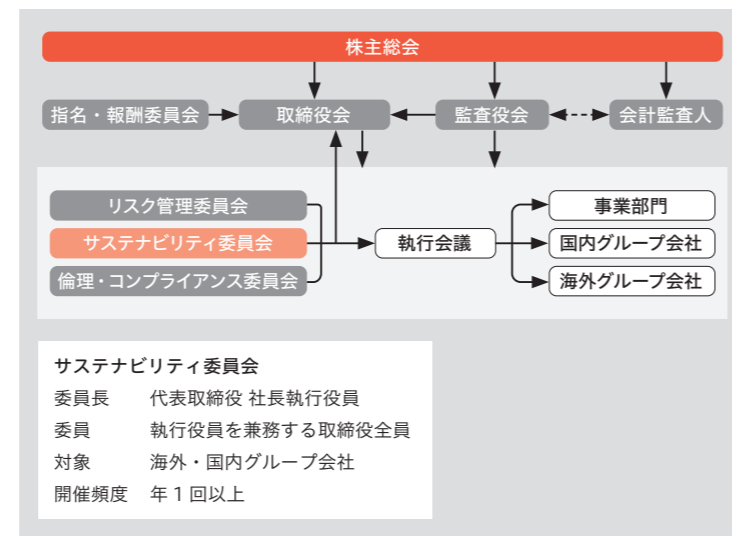 株主総会
指名・報酬委員会 取締役会 監査役会 会計監査人
リスク管理委員会 事業部門
サステナビリティ委員会 執行会議 国内グループ会社
倫理・コンプライアンス委員会 海外グループ会社
サステナビリティ委員会
委員長 代表取締役 社長執行役員
委員 執行役員を兼務する取締役全員
対象 海外・国内グループ会社
開催頻度 年1回以上